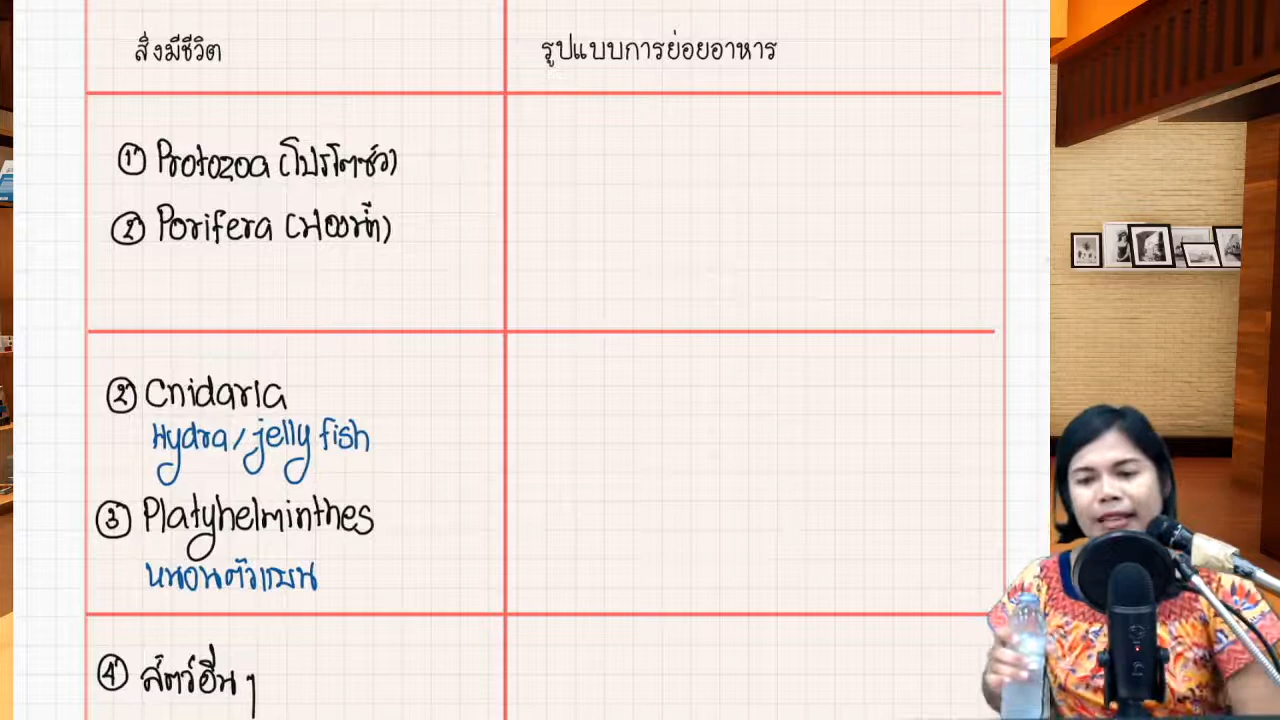 สิ่งมีชีวิต
รูปแบบการย่อยอาหาร
① Protozoa (โปรโตซัว)
② Porifera (ฟองน้ำ)
② Cnidaria
Hydra / jelly fish
③ Platyhelminthes
หนอนตัวแบน
④ สัตว์อื่น ๆ